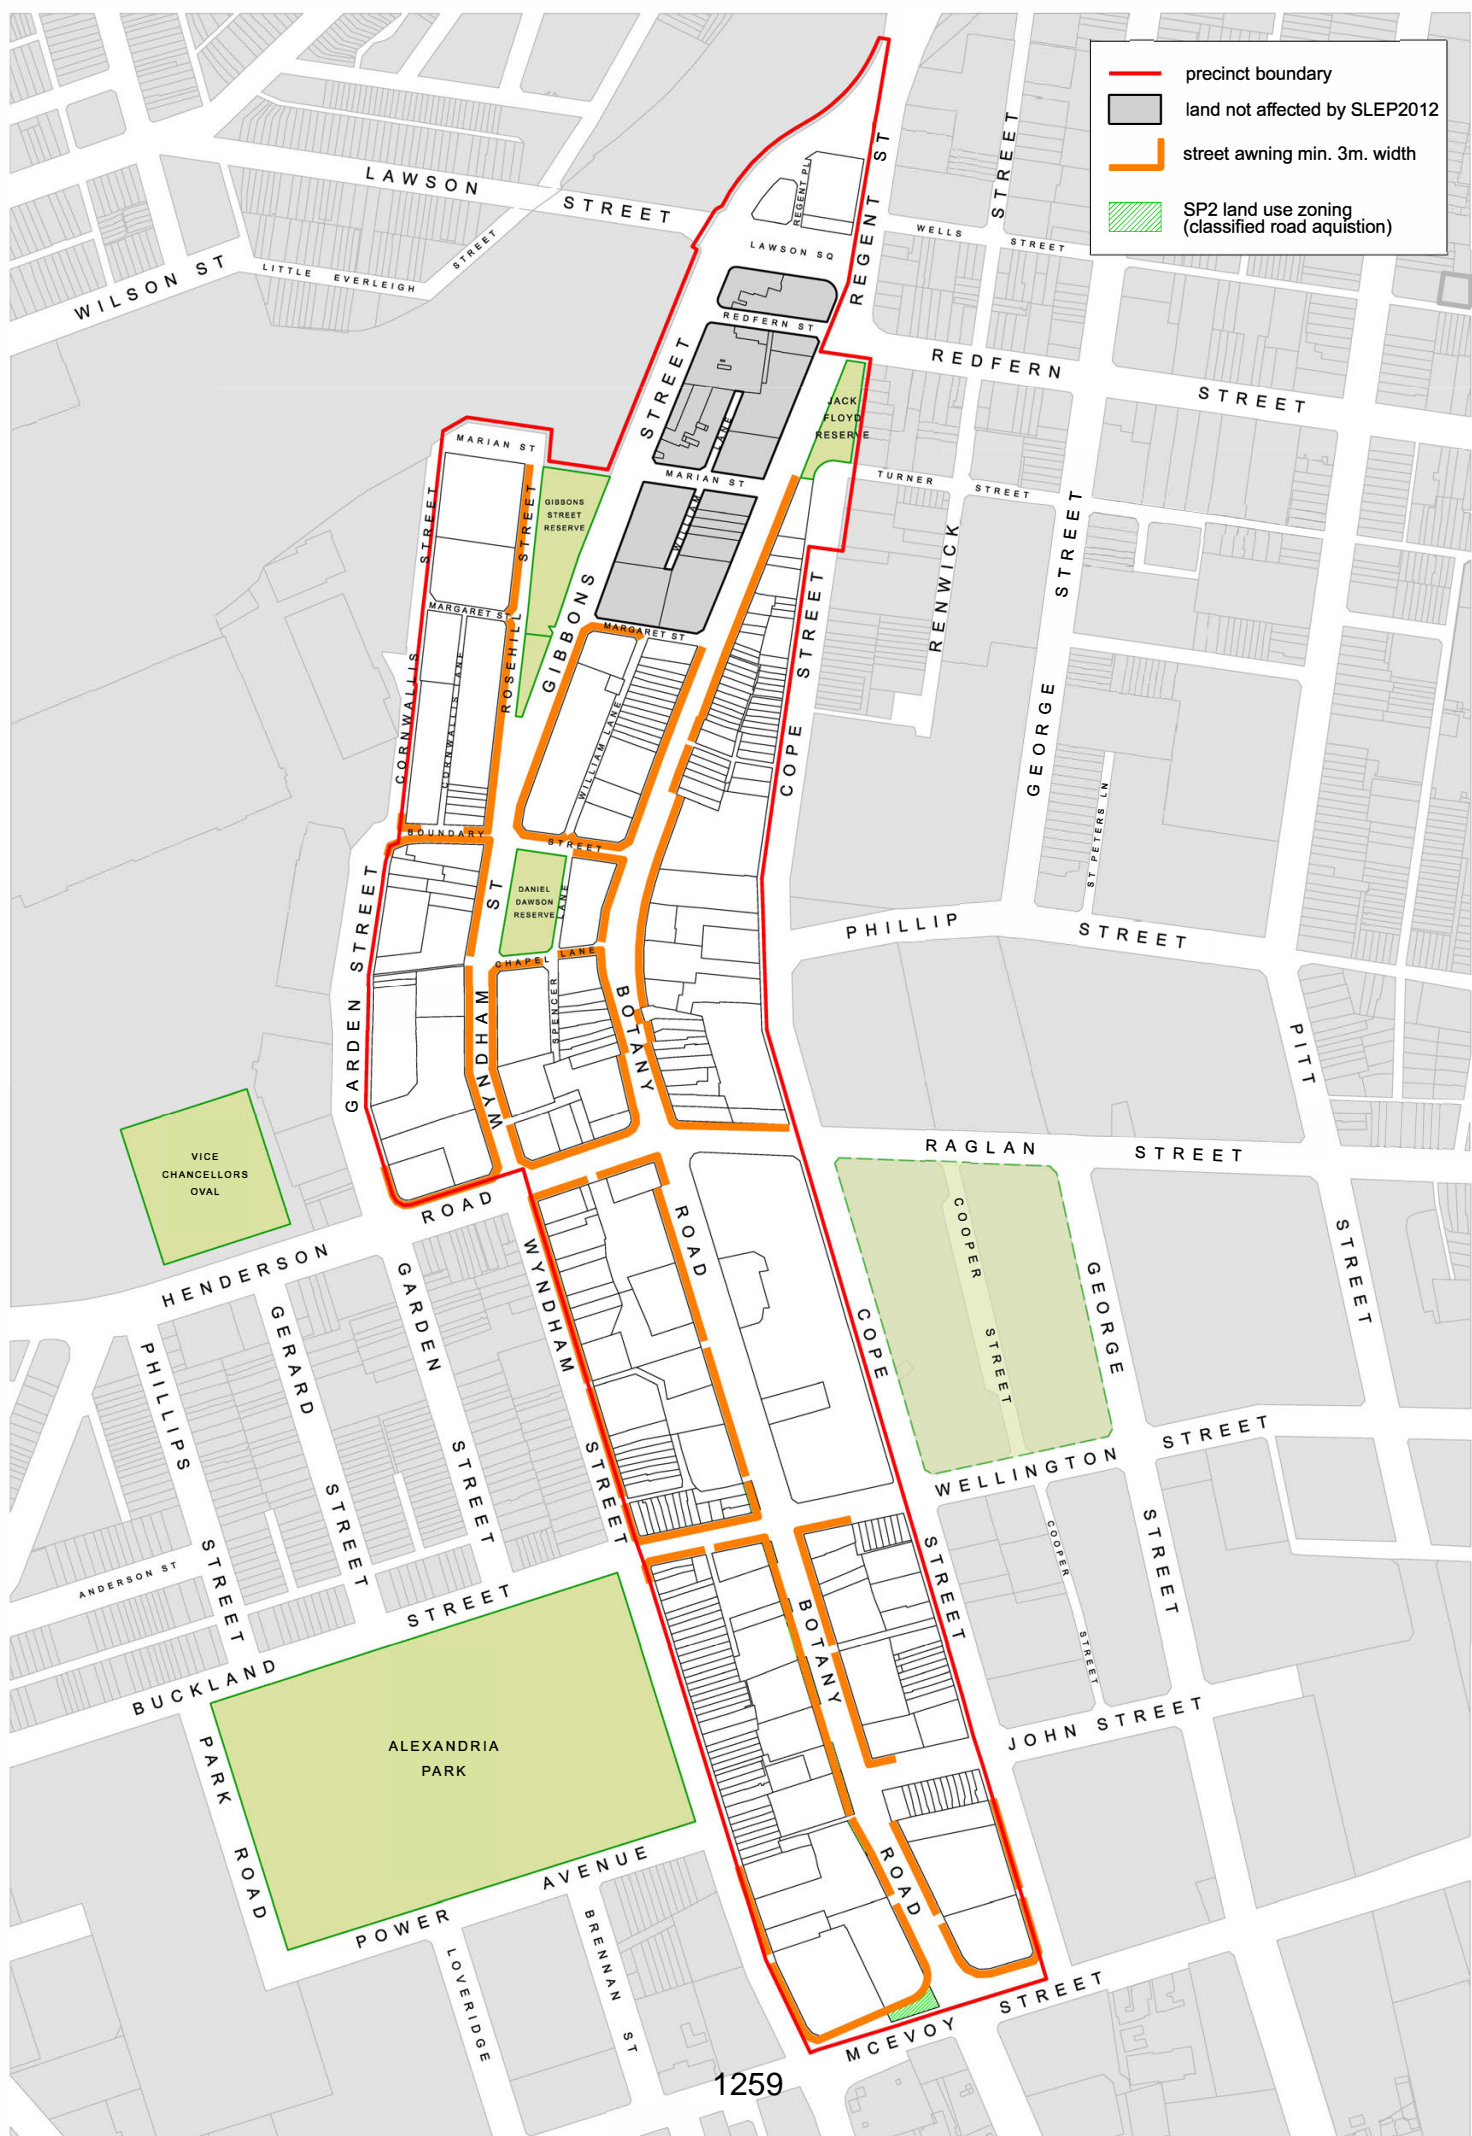 precinct boundary
land not affected by SLEP2012
street awning min. 3m. width
SP2 land use zoning
(classified road aquistion)
LAWSON STREET
WILSON ST
LITTLE EVERLEIGH STREET
REGENT PL
REGENT ST
LAWSON SQ
WELLS STREET
STREET
REDFERN ST
REDFERN STREET
JACK
FLOYD
RESERVE
STREET
LANE
MARIAN ST
MARIAN ST
TURNER STREET
GIBBONS
STREET
RESERVE
STREET
STREET
WILLIAM
RENWICK
STREET
MARGARET ST
MARGARET ST
GIBBONS
ROSEHILL
CORNWALLIS
CORNWALLIS LANE
WILLIAM LANE
COPE STREET
GEORGE
ST PETERS LN
BOUNDARY STREET
DANIEL
DAWSON
RESERVE
LANE
ST
GARDEN STREET
PHILLIP STREET
CHAPEL LANE
SPENCER
WYNDHAM
BOTANY
PITT
STREET
VICE
CHANCELLORS
OVAL
RAGLAN STREET
HENDERSON ROAD
ROAD
COOPER STREET
GEORGE
STREET
WYNDHAM STREET
COPE STREET
GARDEN STREET
GERARD STREET
PHILLIPS STREET
WELLINGTON STREET
COOPER STREET
ANDERSON ST
BUCKLAND STREET
BOTANY ROAD
JOHN STREET
ALEXANDRIA
PARK
PARK ROAD
POWER AVENUE
LOVERIDGE
BRENNAN ST
MCEVOY STREET
1259